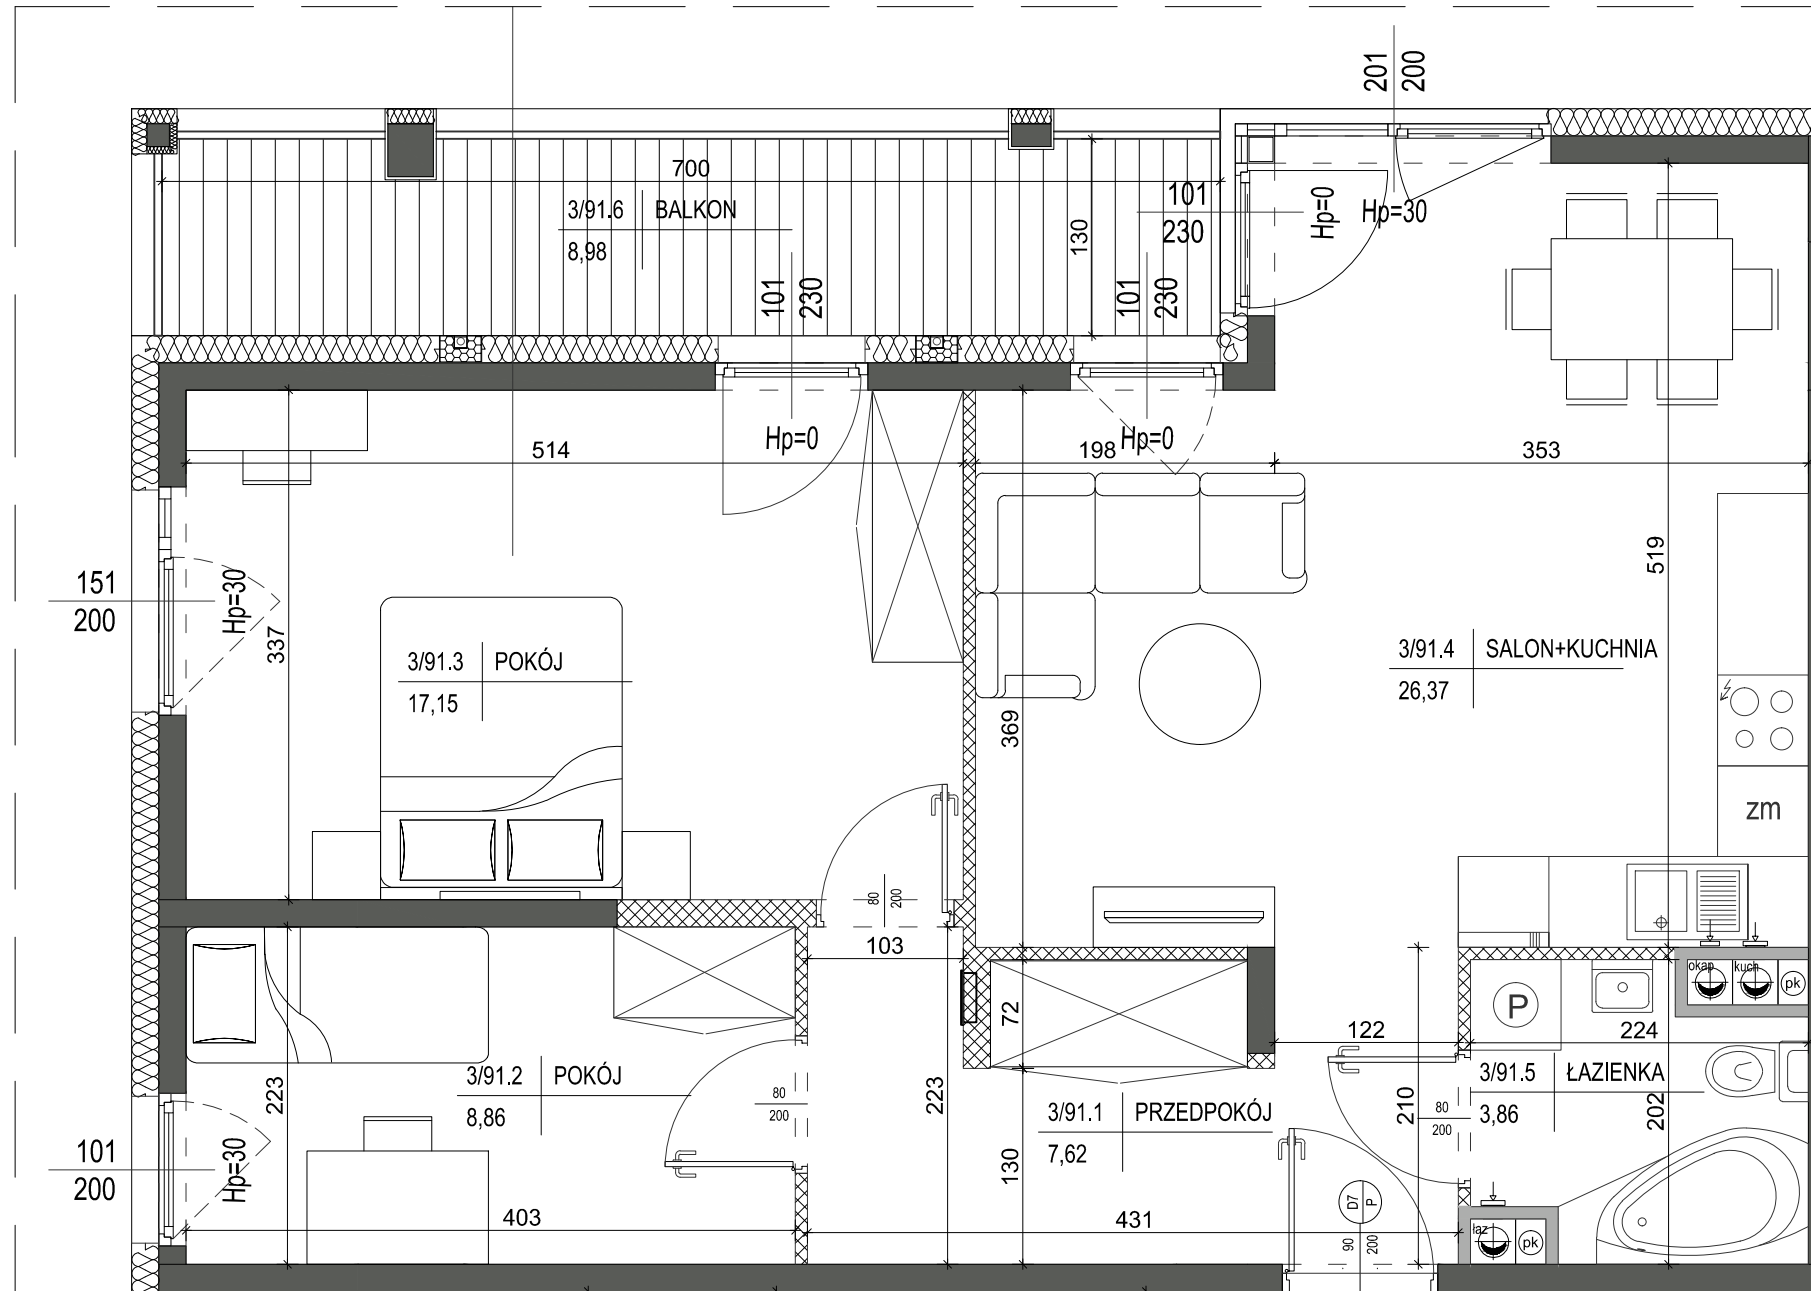 201
200
700
3/91.6 BALKON
8,98
130
101
230
Hp=0
Hp=30
101
230
101
230
Hp=0
Hp=0
514
198
353
151
200
Hp=30
337
519
3/91.3 POKÓJ
17,15
3/91.4 SALON+KUCHNIA
26,37
369
zm
80
200
103
okap
kuch
pk
P
72
122
224
3/91.2 POKÓJ
8,86
223
223
80
200
3/91.1 PRZEDPOKÓJ
7,62
210
80
200
3/91.5 ŁAZIENKA
3,86
202
101
200
Hp=30
130
403
431
D7
P
90
200
łaz
pk